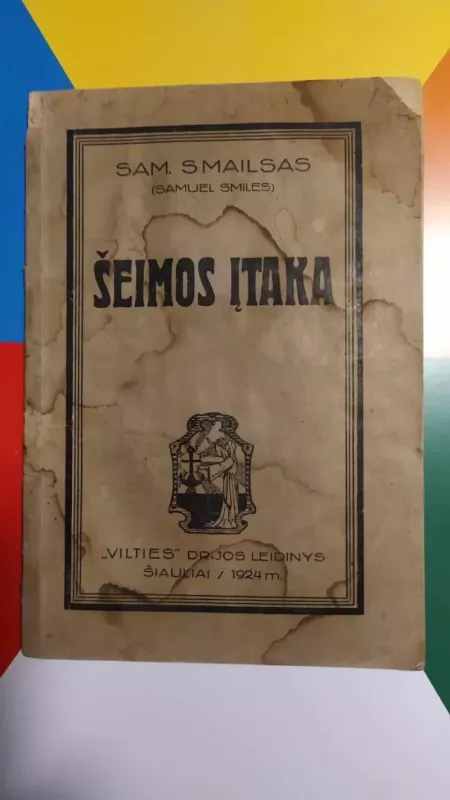 SAM. SMAILSAS
(SAMUEL SMILES)
ŠEIMOS ĮTAKA
„VILTIES" DR-JOS LEIDINYS
ŠIAULIAI / 1924 m.